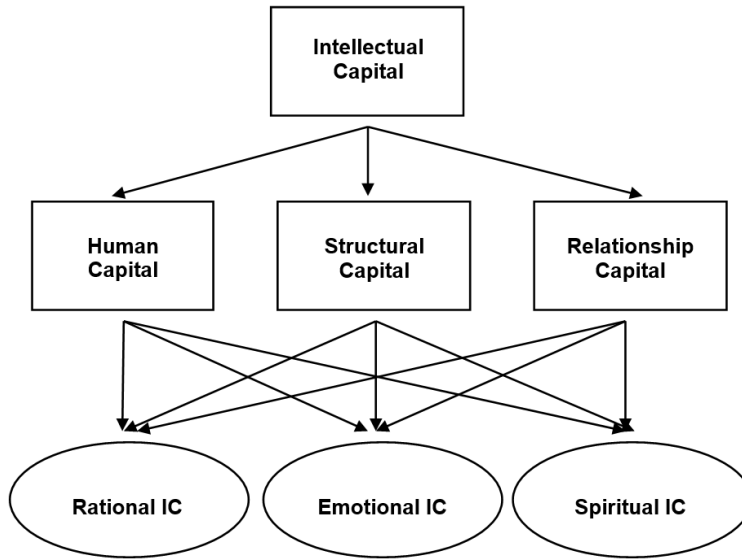 Intellectual
Capital
Human
Capital
Structural
Capital
Relationship
Capital
Rational IC
Emotional IC
Spiritual IC